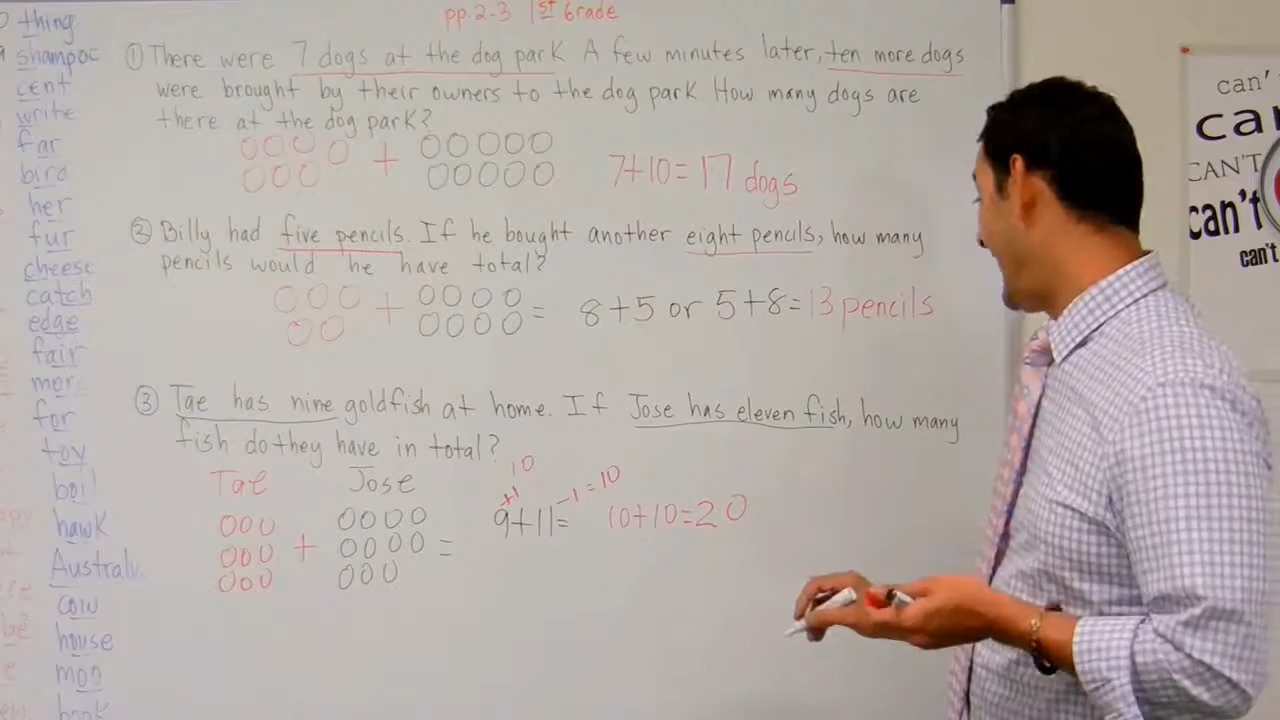 pp.2-3 1st Grade
① There were 7 dogs at the dog park A few minutes later, ten more dogs
were brought by their owners to the dog park How many dogs are
there at the dog park?
+
7+10=17 dogs
② Billy had five pencils. If he bought another eight pencils, how many
pencils would he have total?
+ = 8+5 or 5+8=13 pencils
③ Tae has nine goldfish at home. If Jose has eleven fish, how many
fish do they have in total?
Tae Jose
10
+1 -1=10
+ = 9+11= 10+10=20
thing
shampoo
cent
write
far
bird
her
fur
cheese
catch
edge
fair
more
for
toy
boil
hawk
cow
house
moo
book
can'
ca
CAN'T
can't
can't